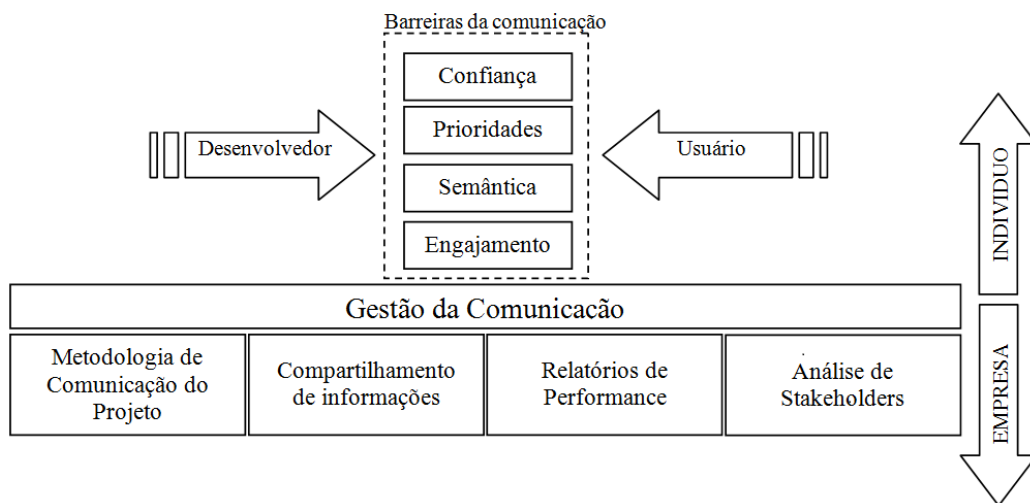 Barreiras da comunicação
Confiança
Prioridades
Semântica
Engajamento
Desenvolvedor
Usuário
INDIVIDUO
Gestão da Comunicacão
Metodologia de
Comunicação do
Projeto
Compartilhamento
de informações
Relatórios de
Performance
Análise de
Stakeholders
EMPRESA